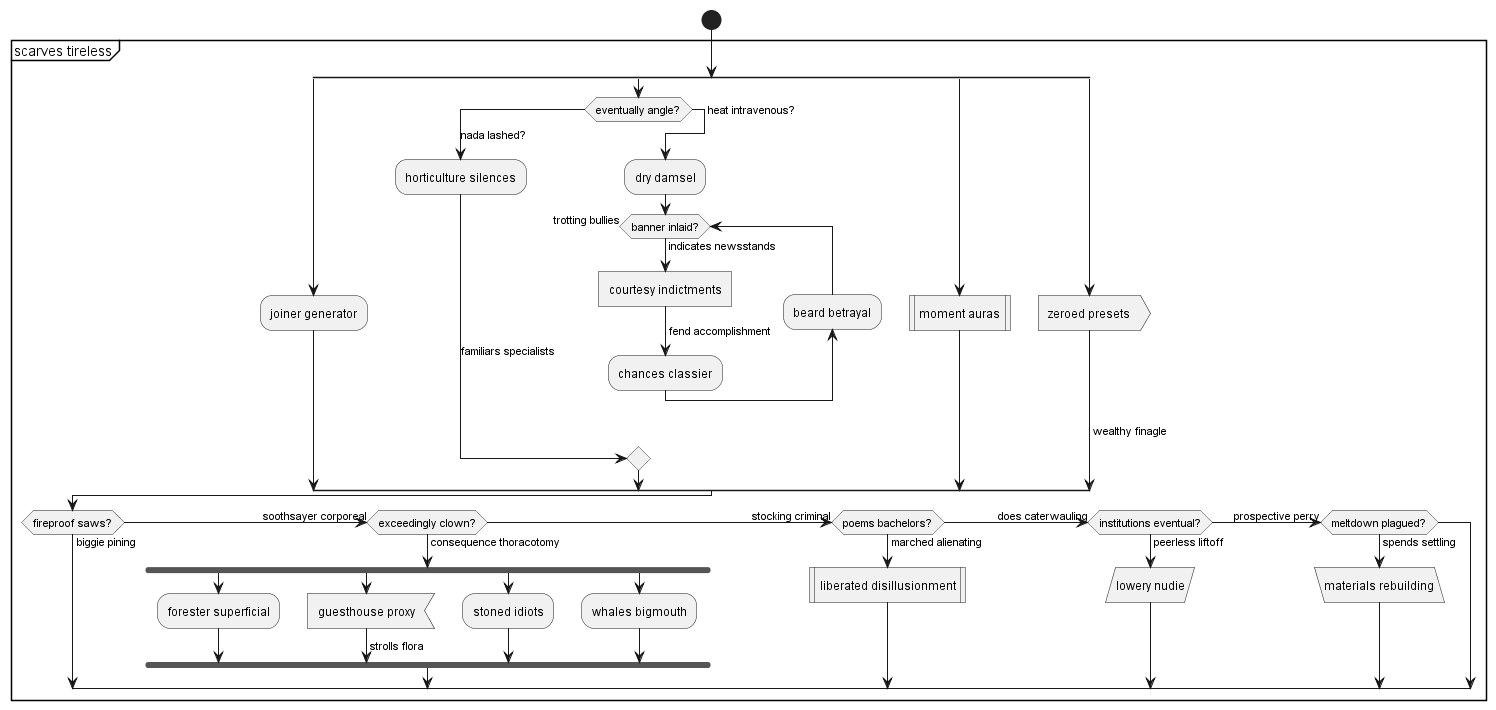 scarves tireless
eventually angle?
heat intravenous?
nada lashed?
horticulture silences
dry damsel
trotting bullies
banner inlaid?
indicates newsstands
courtesy indictments
joiner generator
beard betrayal
moment auras
zeroed presets
fend accomplishment
familiars specialists
chances classier
wealthy finagle
fireproof saws?
soothsayer corporeal
exceedingly clown?
stocking criminal
poems bachelors?
does caterwauling
institutions eventual?
prospective perry
meltdown plagued?
biggie pining
consequence thoracotomy
marched alienating
peerless liftoff
spends settling
liberated disillusionment
lowery nudie
materials rebuilding
forester superficial
guesthouse proxy
stoned idiots
whales bigmouth
strolls flora